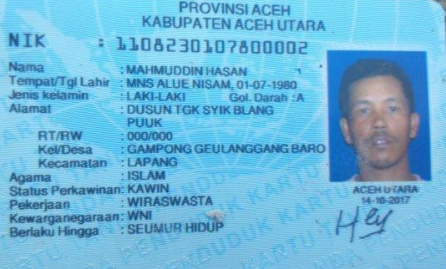 PROVINSI ACEH
KABUPATEN ACEH UTARA
NIK : 1108230107800002
Nama : MAHMUDDIN HASAN
Tempat/Tgl Lahir : MNS ALUE NISAM, 01-07-1980
Jenis kelamin : LAKI-LAKI Gol. Darah :A
Alamat : DUSUN TGK SYIK BLANG
PUUK
RT/RW : 000/000
Kel/Desa : GAMPONG GEULANGGANG BARO
Kecamatan : LAPANG
Agama : ISLAM
Status Perkawinan: KAWIN
Pekerjaan : WIRASWASTA
Kewarganegaraan: WNI
Berlaku Hingga : SEUMUR HIDUP
ACEH UTARA
14-10-2017